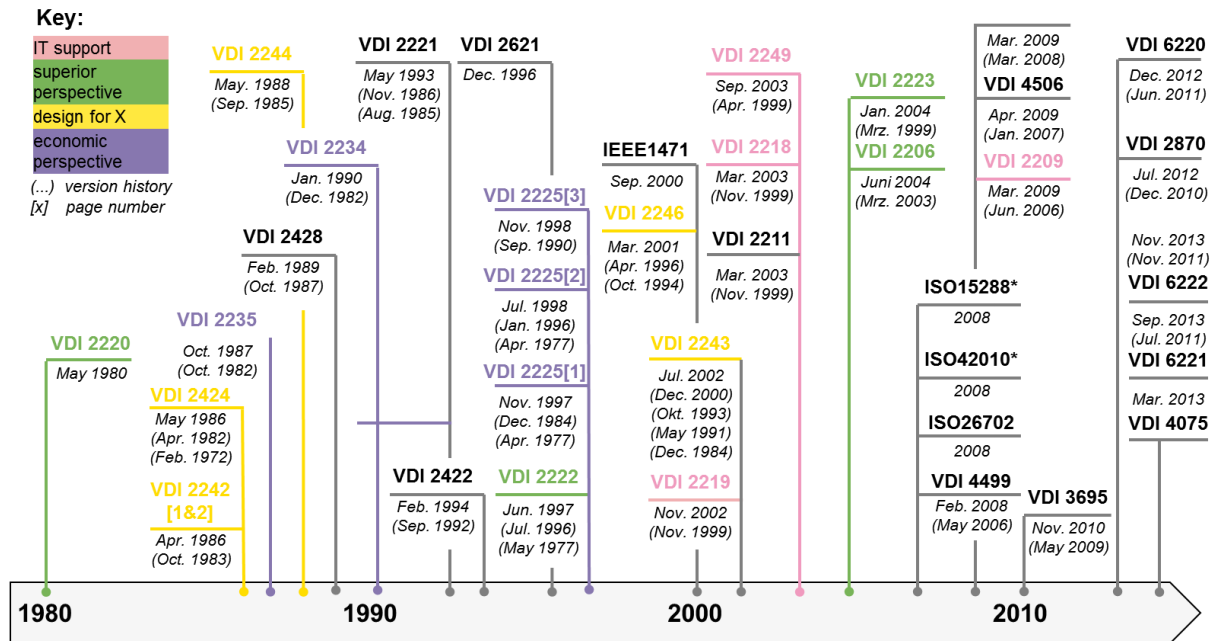 Key:
IT support
superior
perspective
design for X
economic
perspective
(...) version history
[x] page number
VDI 2220
May 1980
VDI 2424
May 1986
(Apr. 1982)
(Feb. 1972)
VDI 2242
[1&2]
Apr. 1986
(Oct. 1983)
VDI 2235
Oct. 1987
(Oct. 1982)
VDI 2244
May. 1988
(Sep. 1985)
VDI 2428
Feb. 1989
(Oct. 1987)
VDI 2234
Jan. 1990
(Dec. 1982)
VDI 2221
May 1993
(Nov. 1986)
(Aug. 1985)
VDI 2422
Feb. 1994
(Sep. 1992)
VDI 2621
Dec. 1996
VDI 2225[3]
Nov. 1998
(Sep. 1990)
VDI 2225[2]
Jul. 1998
(Jan. 1996)
(Apr. 1977)
VDI 2225[1]
Nov. 1997
(Dec. 1984)
(Apr. 1977)
VDI 2222
Jun. 1997
(Jul. 1996)
(May 1977)
IEEE1471
Sep. 2000
VDI 2246
Mar. 2001
(Apr. 1996)
(Oct. 1994)
VDI 2243
Jul. 2002
(Dec. 2000)
(Okt. 1993)
(May 1991)
(Dec. 1984)
VDI 2219
Nov. 2002
(Nov. 1999)
VDI 2249
Sep. 2003
(Apr. 1999)
VDI 2218
Mar. 2003
(Nov. 1999)
VDI 2211
Mar. 2003
(Nov. 1999)
VDI 2223
Jan. 2004
(Mrz. 1999)
VDI 2206
Juni 2004
(Mrz. 2003)
Mar. 2009
(Mar. 2008)
VDI 4506
Apr. 2009
(Jan. 2007)
VDI 2209
Mar. 2009
(Jun. 2006)
ISO15288*
2008
ISO42010*
2008
ISO26702
2008
VDI 4499
Feb. 2008
(May 2006)
VDI 3695
Nov. 2010
(May 2009)
VDI 6220
Dec. 2012
(Jun. 2011)
VDI 2870
Jul. 2012
(Dec. 2010)
Nov. 2013
(Nov. 2011)
VDI 6222
Sep. 2013
(Jul. 2011)
VDI 6221
Mar. 2013
VDI 4075
1980
1990
2000
2010